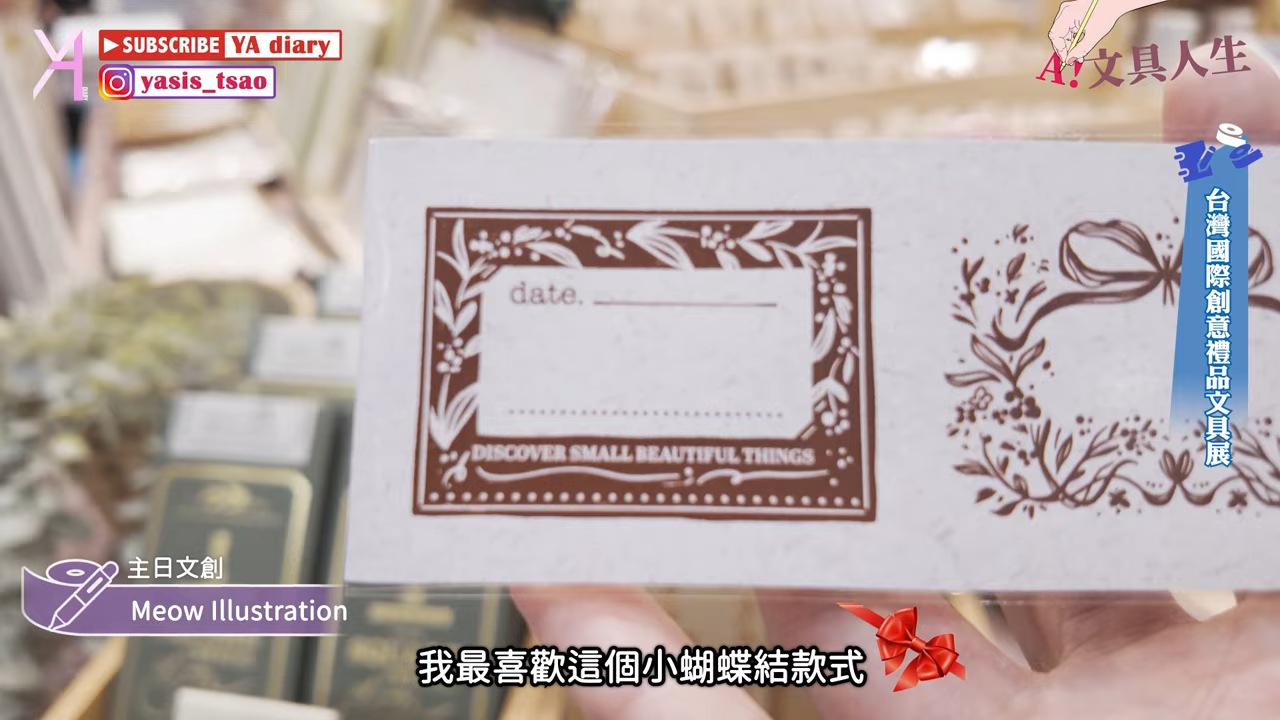 YA
DIARY
SUBSCRIBE YA diary
yasis_tsao
A!文具人生
台灣國際創意禮品文具展
date.
DISCOVER SMALL BEAUTIFUL THINGS
主日文創
Meow Illustration
我最喜歡這個小蝴蝶結款式